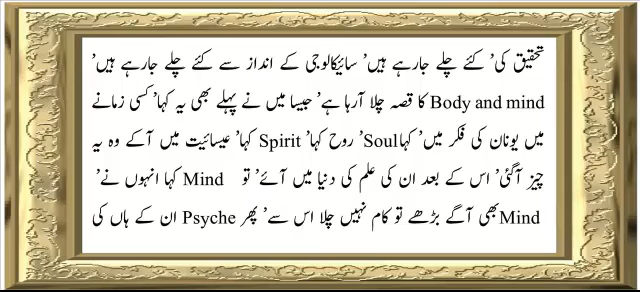 تحقیق کی’ کئے چلے جارہے ہیں’ سائیکالوجی کے انداز سے کئے چلے جارہے ہیں’
Body and mind کا قصہ چلا آرہا ہے’ جیسا میں نے پہلے بھی یہ کہا’ کسی زمانے
میں یونان کی فکر میں’ کہا Soul’ روح کہا’ Spirit کہا’ عیسائیت میں آکے وہ یہ
چیز آگئی’ اس کے بعد ان کی علم کی دنیا میں آئے’ تو Mind کہا انہوں نے’
Mind بھی آگے بڑھے تو کام نہیں چلا اس سے’ پھر Psyche ان کے ہاں کی